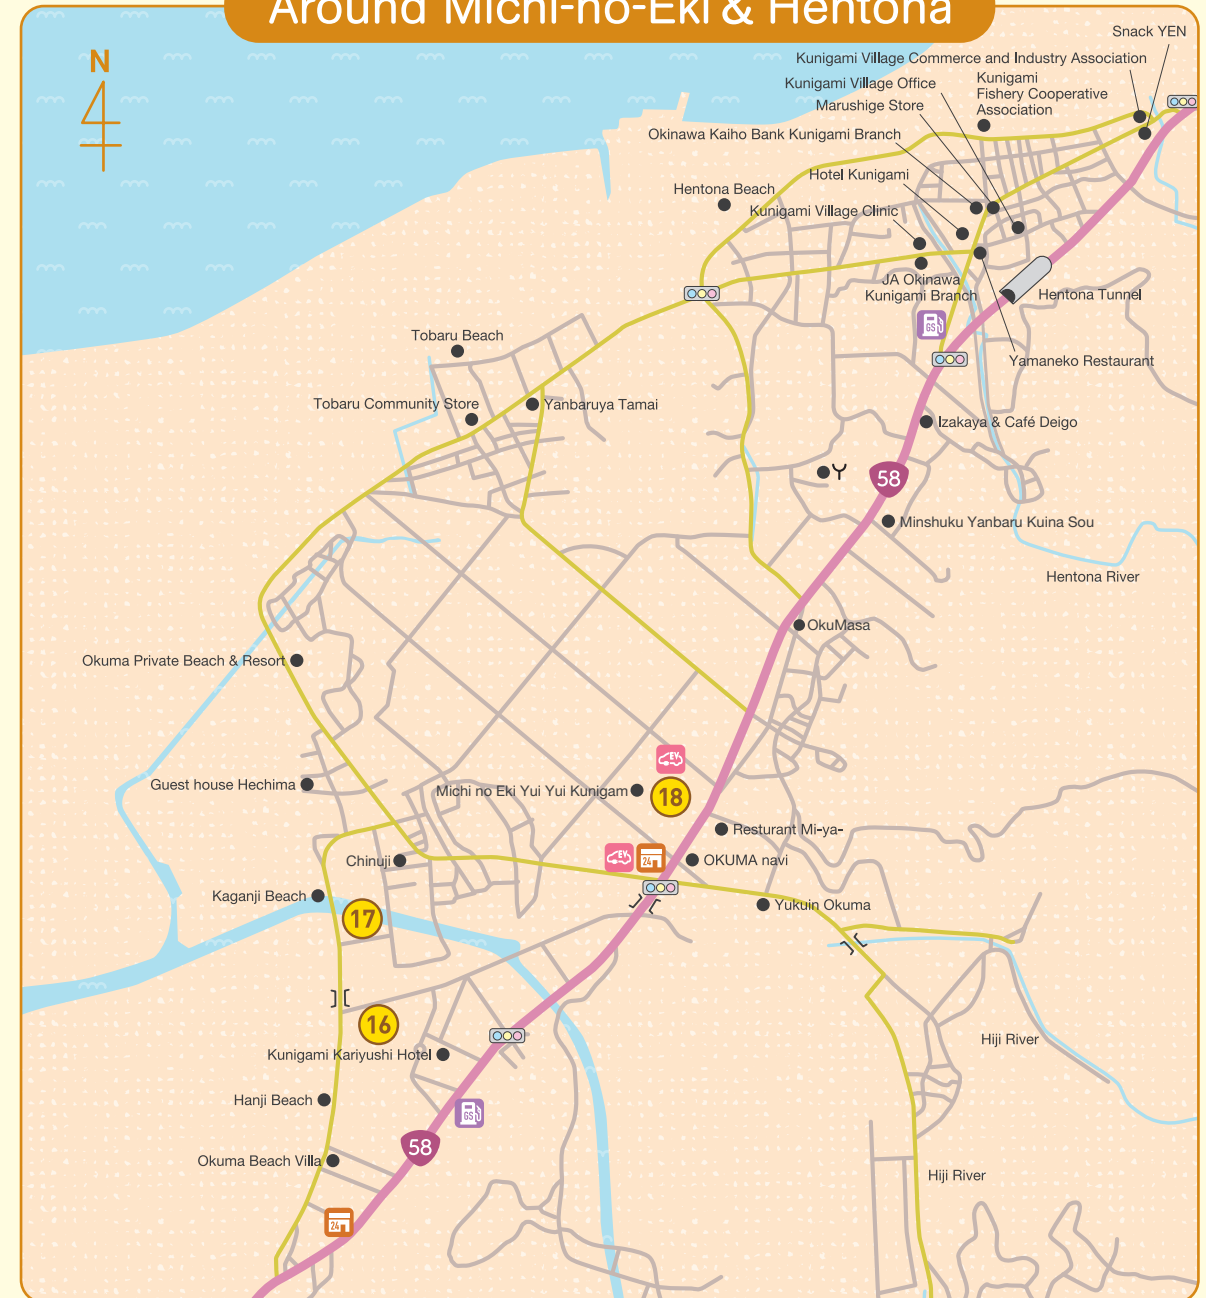 Around Michi-no-Eki & Hentona
N
Snack YEN
Kunigami Village Commerce and Industry Association
Kunigami Village Office
Kunigami
Fishery Cooperative
Association
Marushige Store
Okinawa Kaiho Bank Kunigami Branch
Hotel Kunigami
Hentona Beach
Kunigami Village Clinic
JA Okinawa
Kunigami Branch
Hentona Tunnel
GS
Tobaru Beach
Yamaneko Restaurant
Tobaru Community Store
Yanbaruya Tamai
Izakaya & Café Deigo
58
Minshuku Yanbaru Kuina Sou
Hentona River
OkuMasa
Okuma Private Beach & Resort
EV
Guest house Hechima
Michi no Eki Yui Yui Kunigam
18
Resturant Mi-ya-
Chinuji
EV
24
OKUMA navi
Kaganji Beach
17
Yukuin Okuma
16
Hiji River
Kunigami Kariyushi Hotel
Hanji Beach
GS
58
Okuma Beach Villa
Hiji River
24